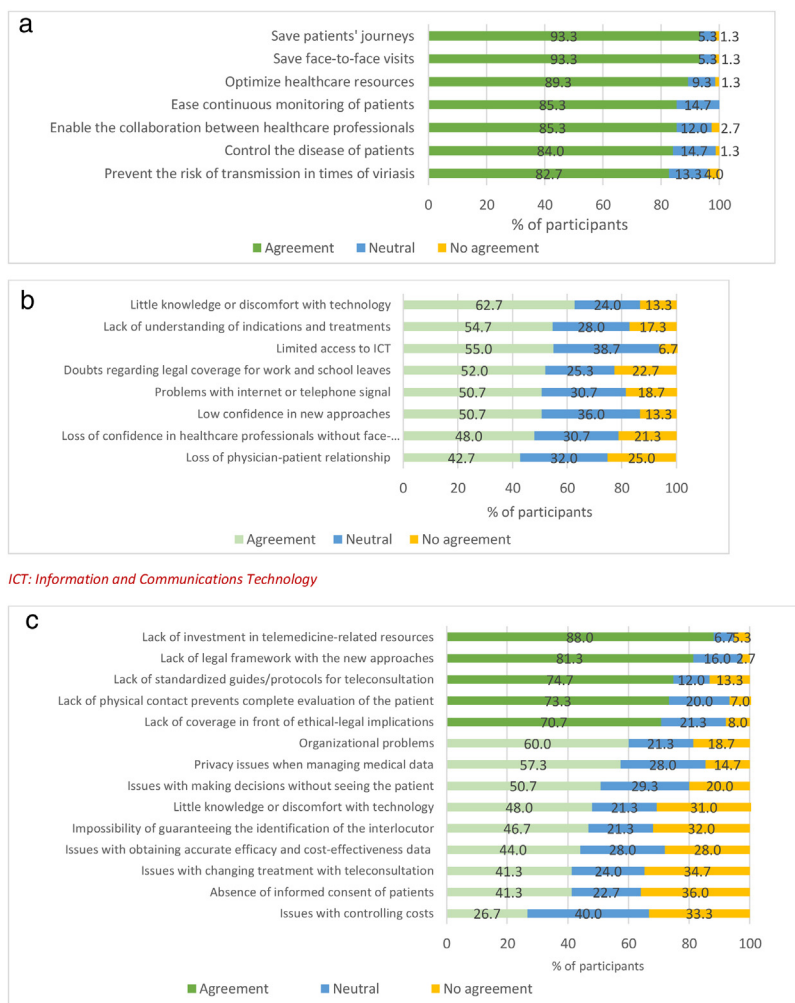 a
Save patients' journeys 93.3 5.3 1.3
Save face-to-face visits 93.3 5.3 1.3
Optimize healthcare resources 89.3 9.3 1.3
Ease continuous monitoring of patients 85.3 14.7
Enable the collaboration between healthcare professionals 85.3 12.0 2.7
Control the disease of patients 84.0 14.7 1.3
Prevent the risk of transmission in times of viriasis 82.7 13.3 4.0
0 20 40 60 80 100
% of participants
Agreement Neutral No agreement
b
Little knowledge or discomfort with technology 62.7 24.0 13.3
Lack of understanding of indications and treatments 54.7 28.0 17.3
Limited access to ICT 55.0 38.7 6.7
Doubts regarding legal coverage for work and school leaves 52.0 25.3 22.7
Problems with internet or telephone signal 50.7 30.7 18.7
Low confidence in new approaches 50.7 36.0 13.3
Loss of confidence in healthcare professionals without face-... 48.0 30.7 21.3
Loss of physician-patient relationship 42.7 32.0 25.0
0 20 40 60 80 100
% of participants
Agreement Neutral No agreement
ICT: Information and Communications Technology
c
Lack of investment in telemedicine-related resources 88.0 6.7 5.3
Lack of legal framework with the new approaches 81.3 16.0 2.7
Lack of standardized guides/protocols for teleconsultation 74.7 12.0 13.3
Lack of physical contact prevents complete evaluation of the patient 73.3 20.0 7.0
Lack of coverage in front of ethical-legal implications 70.7 21.3 8.0
Organizational problems 60.0 21.3 18.7
Privacy issues when managing medical data 57.3 28.0 14.7
Issues with making decisions without seeing the patient 50.7 29.3 20.0
Little knowledge or discomfort with technology 48.0 21.3 31.0
Impossibility of guaranteeing the identification of the interlocutor 46.7 21.3 32.0
Issues with obtaining accurate efficacy and cost-effectiveness data 44.0 28.0 28.0
Issues with changing treatment with teleconsultation 41.3 24.0 34.7
Absence of informed consent of patients 41.3 22.7 36.0
Issues with controlling costs 26.7 40.0 33.3
0 20 40 60 80 100
% of participants
Agreement Neutral No agreement